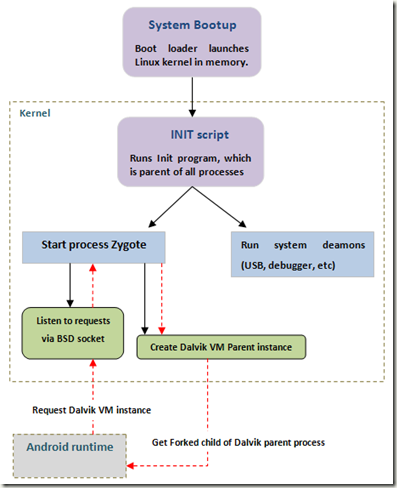 System Bootup
Boot loader launches
Linux kernel in memory.
Kernel
INIT script
Runs Init program, which
is parent of all processes
Start process Zygote
Run system deamons
(USB, debugger, etc)
Listen to requests
via BSD socket
Create Dalvik VM Parent instance
Request Dalvik VM instance
Get Forked child of Dalvik parent process
Android runtime